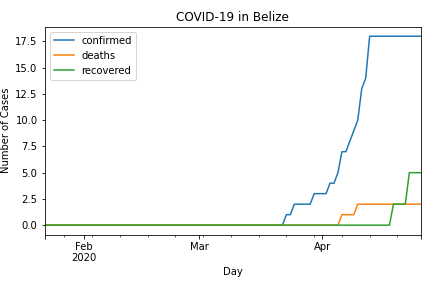 COVID-19 in Belize
confirmed
deaths
recovered
Number of Cases
17.5
15.0
12.5
10.0
7.5
5.0
2.5
0.0
Feb
2020
Mar
Apr
Day